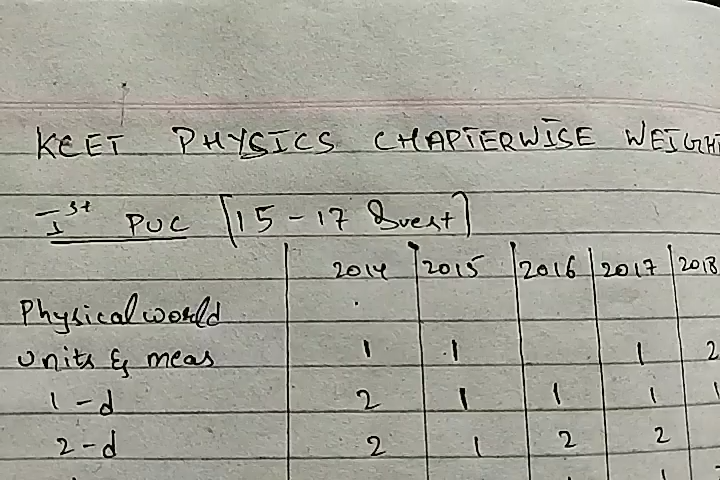 KCET PHYSICS CHAPTERWISE
1st PUC [15-17 Quest]
2014 2015 2016 2017 2018
Physical world
Units & meas 1 1 1 2
1-d 2 1 1 1 1
2-d 2 1 2 2